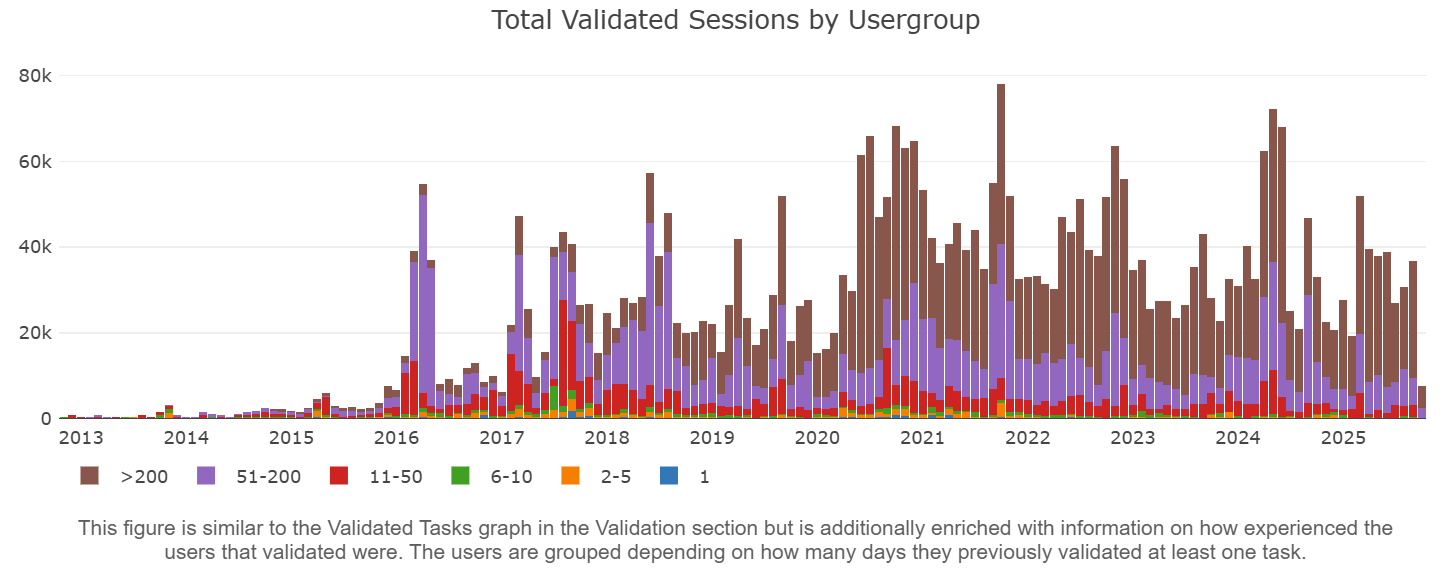 Total Validated Sessions by Usergroup
80k
60k
40k
20k
0
2013 2014 2015 2016 2017 2018 2019 2020 2021 2022 2023 2024 2025
>200 51-200 11-50 6-10 2-5 1
This figure is similar to the Validated Tasks graph in the Validation section but is additionally enriched with information on how experienced the
users that validated were. The users are grouped depending on how many days they previously validated at least one task.